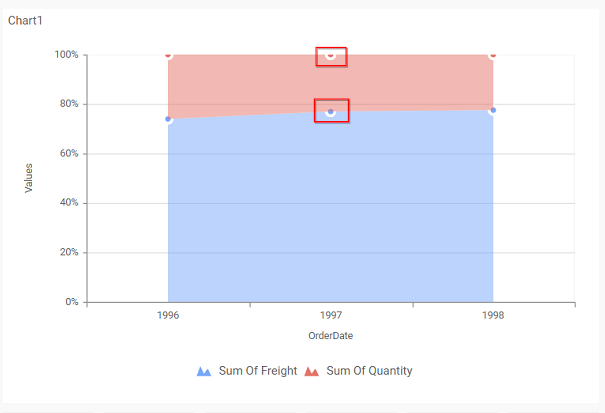 Chart1
100%
80%
60%
40%
20%
0%
Values
1996 1997 1998
OrderDate
Sum Of Freight Sum Of Quantity